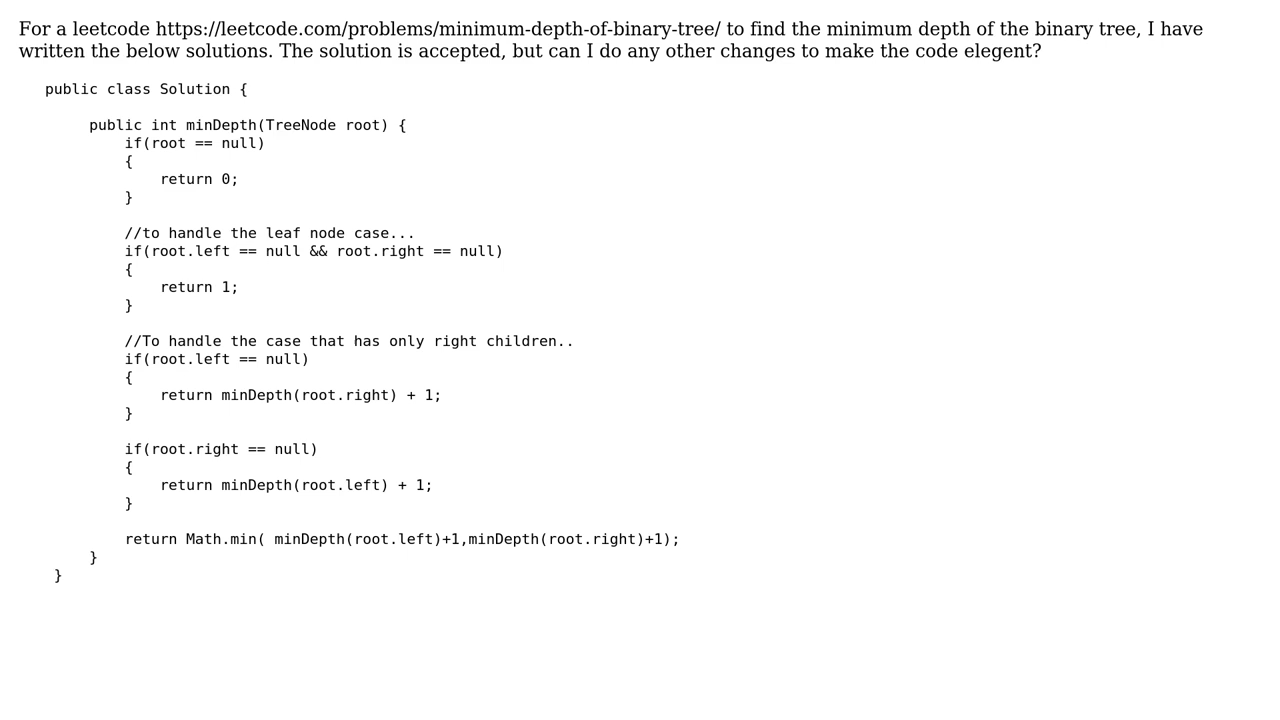 For a leetcode https://leetcode.com/problems/minimum-depth-of-binary-tree/ to find the minimum depth of the binary tree, I have
written the below solutions. The solution is accepted, but can I do any other changes to make the code elegent?
public class Solution {
public int minDepth(TreeNode root) {
if(root == null)
{
return 0;
}
//to handle the leaf node case...
if(root.left == null && root.right == null)
{
return 1;
}
//To handle the case that has only right children..
if(root.left == null)
{
return minDepth(root.right) + 1;
}
if(root.right == null)
{
return minDepth(root.left) + 1;
}
return Math.min( minDepth(root.left)+1,minDepth(root.right)+1);
}
}